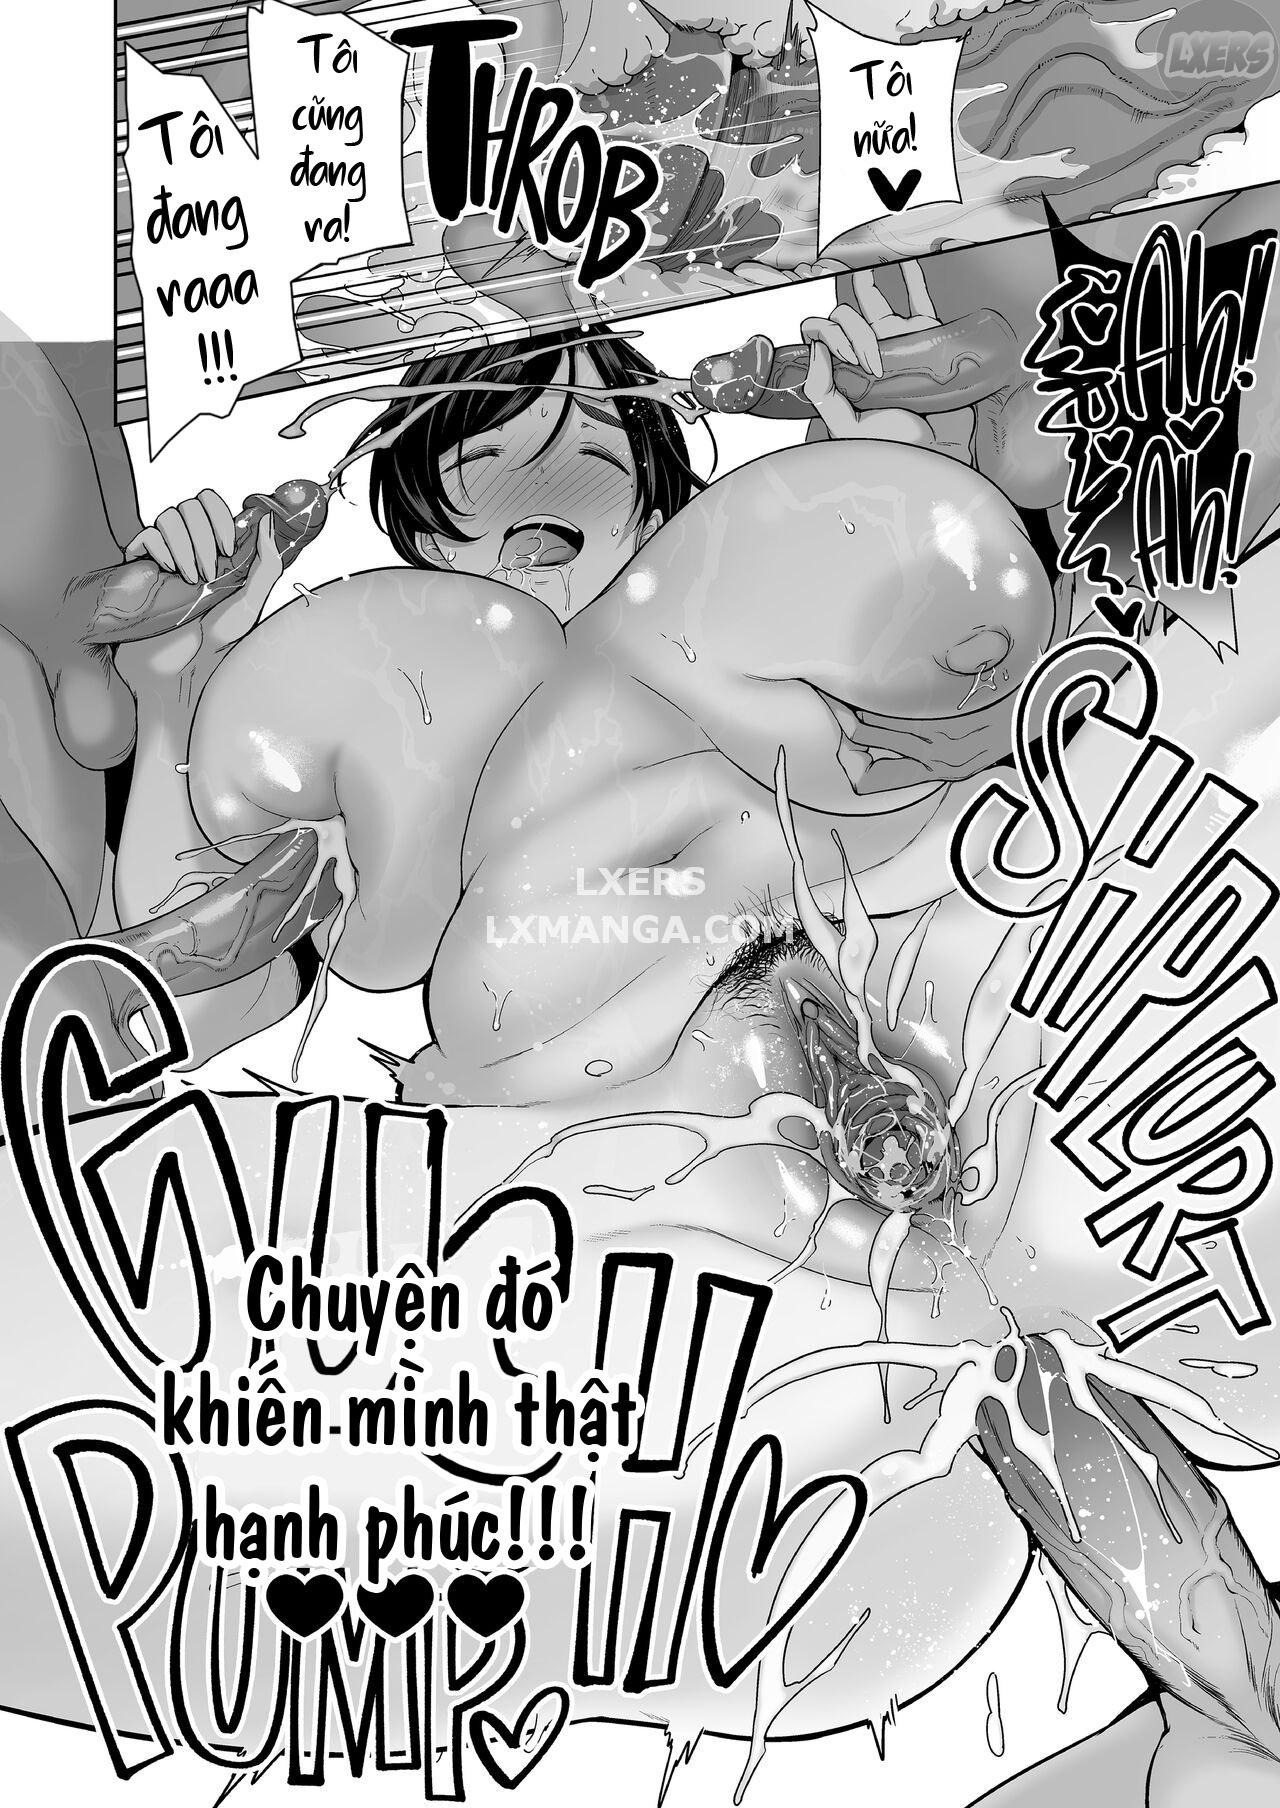 LXERS
Tôi
nữa!
♥
THROB
Tôi
cũng
đang
ra!
Tôi
đang
raaa
!!!
Ah!
Ah!
SHPLURT
LXERS
LXMANGA.COM
GUSH
Chuyện đó
khiến mình thật
hạnh phúc!!!
♥♥♥
PUMP